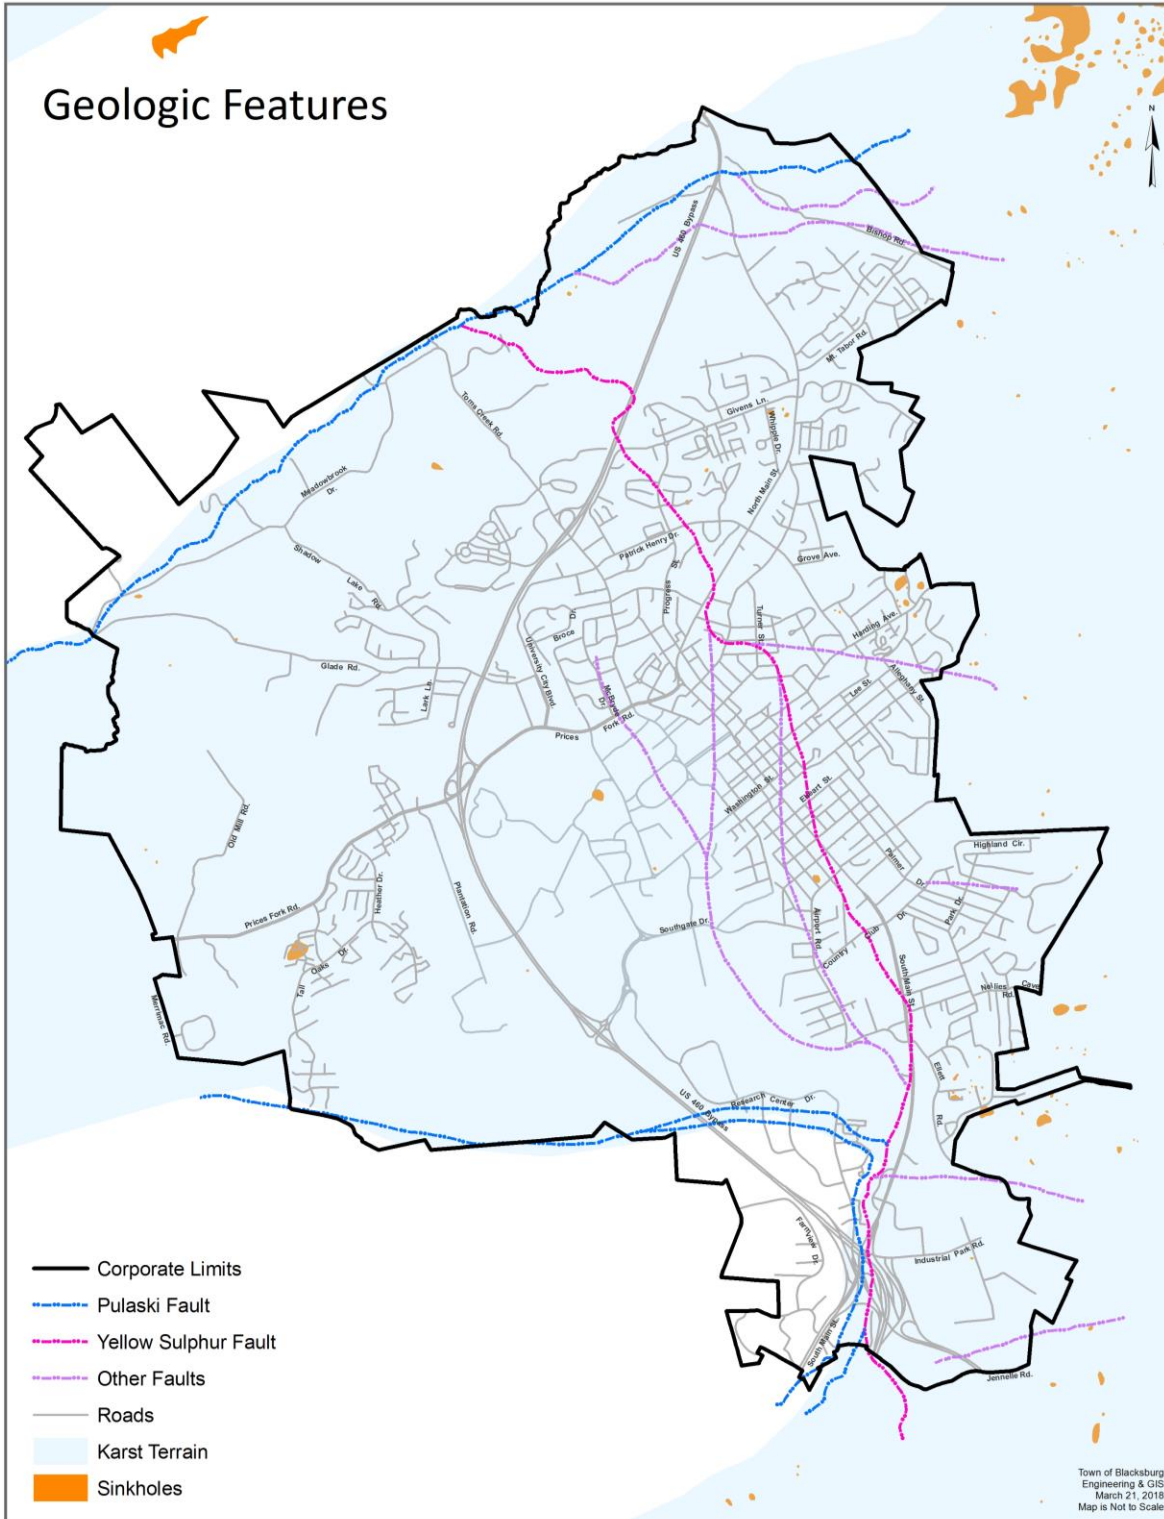 Geologic Features
N
US 460 Bypass
Bishop Rd.
Mt. Tabor Rd.
Toms Creek Rd.
Givens Ln.
Whipple Dr.
North Main St.
Meadowbrook
Dr.
Shadow
Lake
Rd.
Patrick Henry Dr.
Grove Ave.
Progress
St.
Turner St.
Harding Ave.
Broce
Dr.
University City Blvd.
Glade Rd.
Lark Ln.
McBryde
Dr.
Lee St.
Alleghany St.
Prices
Fork Rd.
Washington St.
Eheart St.
Old Mill Rd.
Palmer
Dr.
Highland Cir.
Heather Dr.
Plantation Rd.
Prices Fork Rd.
Park Dr.
Southgate Dr.
Airport Rd.
Country
Club
Dr.
Tall
Oaks
Dr.
South Main St.
Nellies
Cave
Rd.
Merrimac Rd.
Ellett
Rd.
US 460 Bypass
Research Center Dr.
Farmview Dr.
Industrial Park Rd.
South Main St.
Jennelle Rd.
Corporate Limits
Pulaski Fault
Yellow Sulphur Fault
Other Faults
Roads
Karst Terrain
Sinkholes
Town of Blacksburg
Engineering & GIS
March 21, 2018
Map is Not to Scale